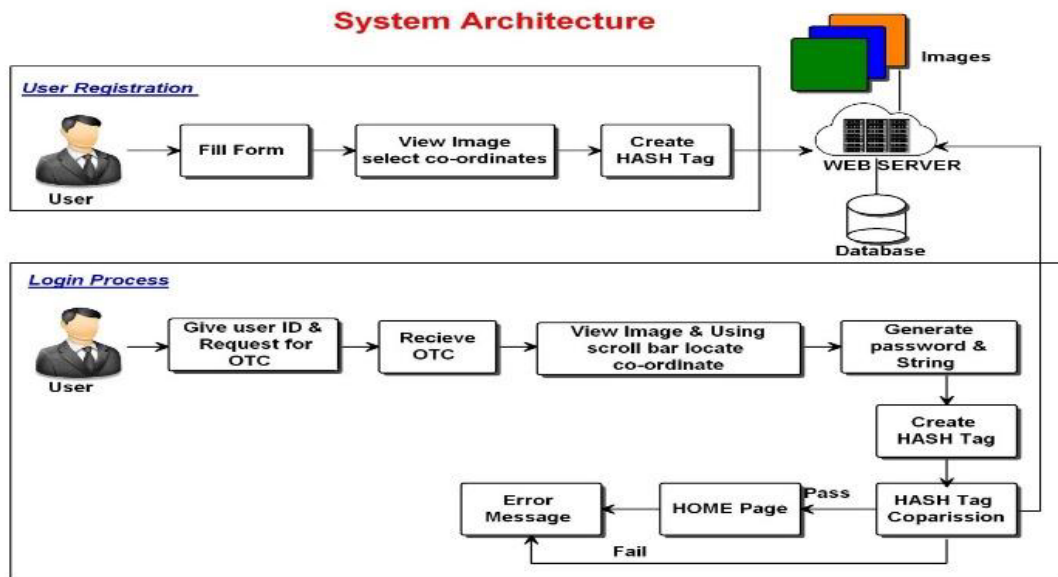 System Architecture
Images
User Registration
Fill Form
View Image
select co-ordinates
Create
HASH Tag
WEB SERVER
User
Database
Login Process
Give user ID &
Request for
OTC
Recieve
OTC
View Image & Using
scroll bar locate
co-ordinate
Generate
password &
String
User
Create
HASH Tag
Error
Message
HOME Page
Pass
HASH Tag
Coparission
Fail